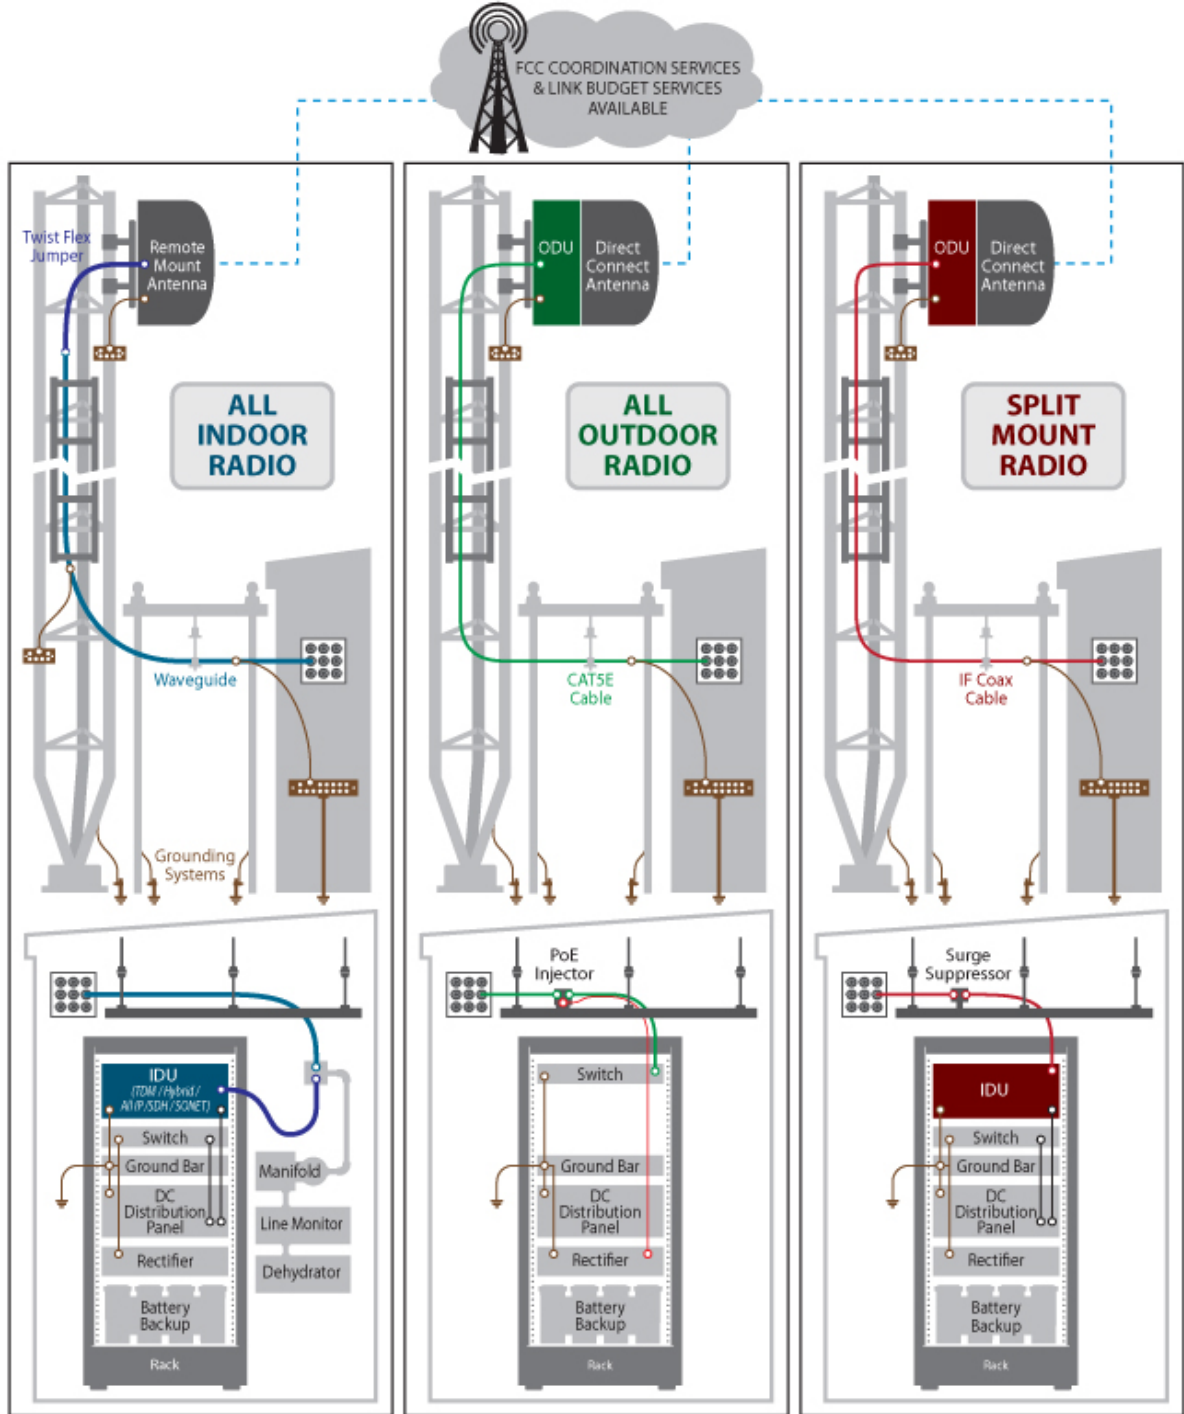 FCC COORDINATION SERVICES
& LINK BUDGET SERVICES
AVAILABLE
Twist Flex
Jumper
Remote
Mount
Antenna
ALL
INDOOR
RADIO
Waveguide
Grounding
Systems
IDU
(TDM / Hybrid /
All IP / SDH / SONET)
Switch
Ground Bar
DC
Distribution
Panel
Rectifier
Battery
Backup
Rack
Manifold
Line Monitor
Dehydrator
ODU
Direct
Connect
Antenna
ALL
OUTDOOR
RADIO
CAT5E
Cable
PoE
Injector
Switch
Ground Bar
DC
Distribution
Panel
Rectifier
Battery
Backup
Rack
ODU
Direct
Connect
Antenna
SPLIT
MOUNT
RADIO
IF Coax
Cable
Surge
Suppressor
IDU
Switch
Ground Bar
DC
Distribution
Panel
Rectifier
Battery
Backup
Rack